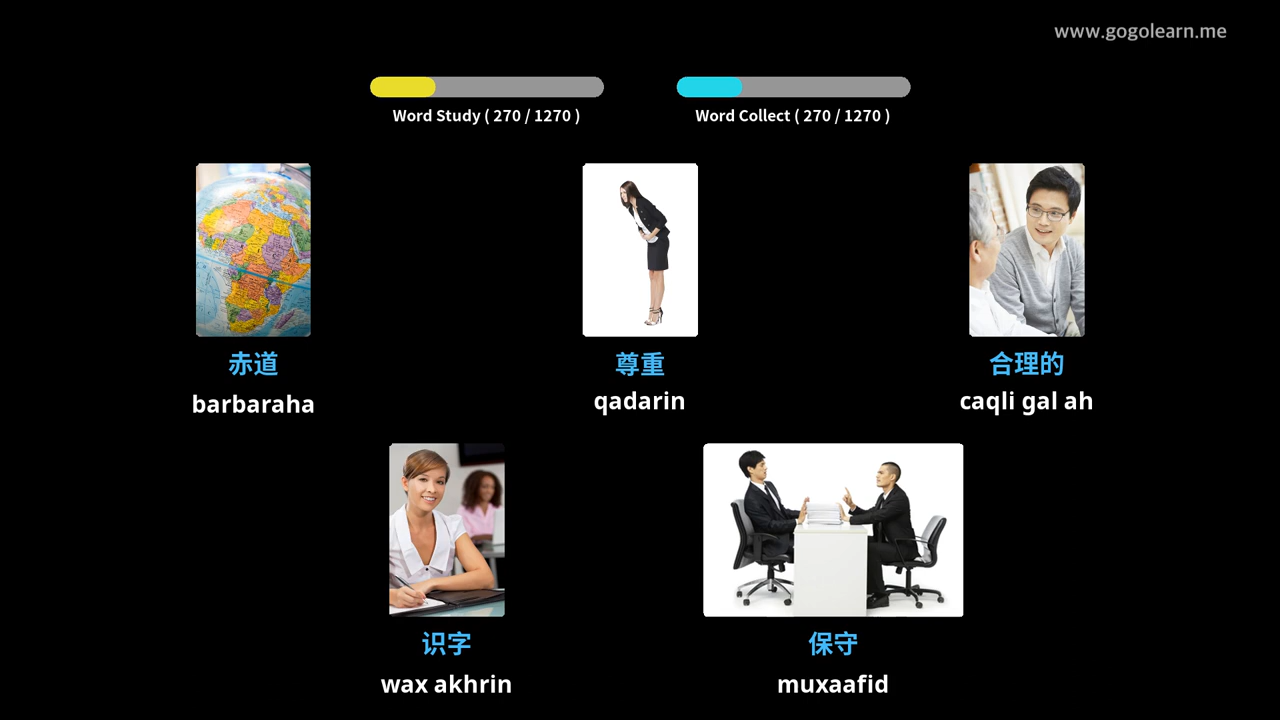 www.gogolearn.me
Word Study ( 270 / 1270 )
Word Collect ( 270 / 1270 )
赤道
barbaraha
尊重
qadarin
合理的
caqli gal ah
识字
wax akhrin
保守
muxaafid